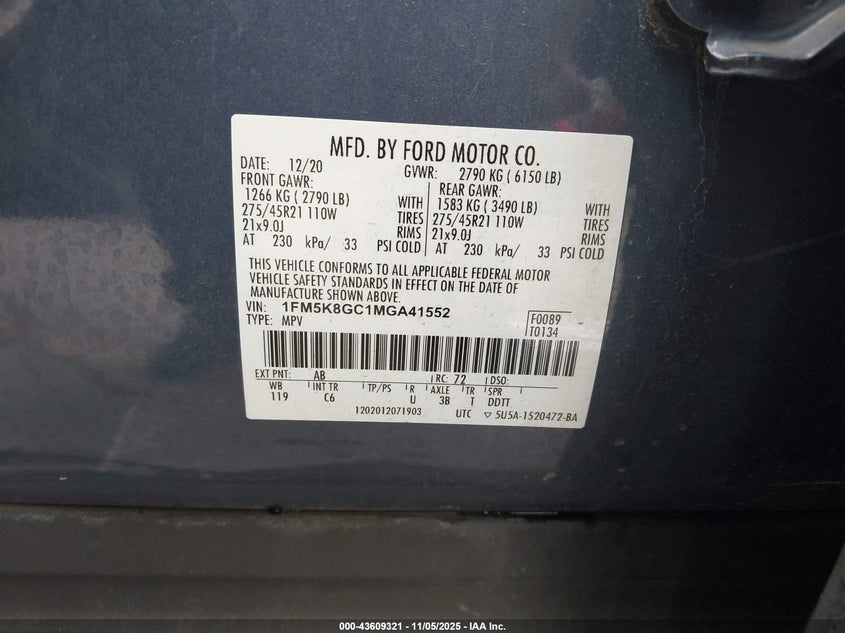 MFD. BY FORD MOTOR CO.
DATE: 12/20 GVWR: 2790 KG ( 6150 LB)
FRONT GAWR: REAR GAWR:
1266 KG ( 2790 LB) WITH 1583 KG ( 3490 LB) WITH
275/45R21 110W TIRES 275/45R21 110W TIRES
21x9.0J RIMS 21x9.0J RIMS
AT 230 kPa/ 33 PSI COLD AT 230 kPa/ 33 PSI COLD
THIS VEHICLE CONFORMS TO ALL APPLICABLE FEDERAL MOTOR
VEHICLE SAFETY STANDARDS IN EFFECT ON THE DATE OF
MANUFACTURE SHOWN ABOVE.
VIN: 1FM5K8GC1MGA41552 F0089
TYPE: MPV T0134
EXT PNT: AB RC: 72 DSO:
WB INT TR TP/PS R AXLE TR SPR
119 C6 U 3B T DDTT
1202012071903 UTC ▽ 5U5A-1520472-BA
000-43609321 | 11/05/2025 | IAA Inc.